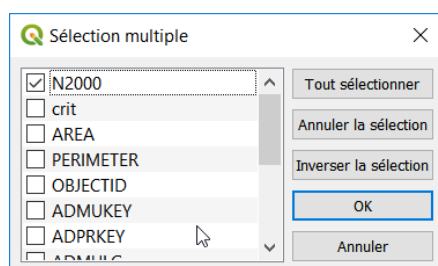 Sélection multiple
N2000
crit
AREA
PERIMETER
OBJECTID
ADMUKEY
ADPRKEY
Tout sélectionner
Annuler la sélection
Inverser la sélection
OK
Annuler